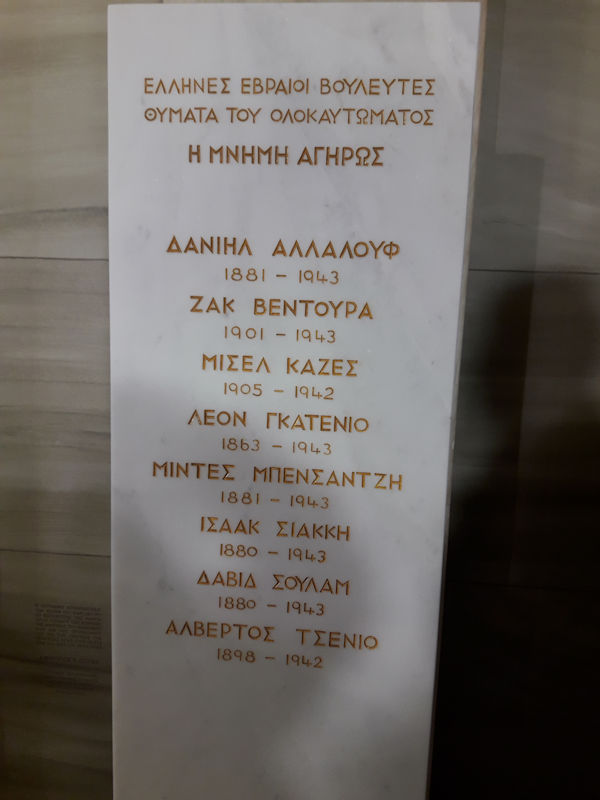 ΕΛΛΗΝΕΣ ΕΒΡΑΙΟΙ ΒΟΥΛΕΥΤΕΣ
ΘΥΜΑΤΑ ΤΟΥ ΟΛΟΚΑΥΤΩΜΑΤΟΣ
Η ΜΝΗΜΗ ΑΓΗΡΩΣ
ΔΑΝΙΗΛ ΑΛΛΑΛΟΥΦ
1881 – 1943
ΖΑΚ ΒΕΝΤΟΥΡΑ
1901 – 1943
ΜΙΣΕΛ ΚΑΖΕΣ
1905 – 1942
ΛΕΟΝ ΓΚΑΤΕΝΙΟ
1863 – 1943
ΜΙΝΤΕΣ ΜΠΕΝΣΑΝΤΖΗ
1881 – 1943
ΙΣΑΑΚ ΣΙΑΚΚΗ
1880 – 1943
ΔΑΒΙΔ ΣΟΥΛΑΜ
1880 – 1943
ΑΛΒΕΡΤΟΣ ΤΣΕΝΙΟ
1898 – 1942